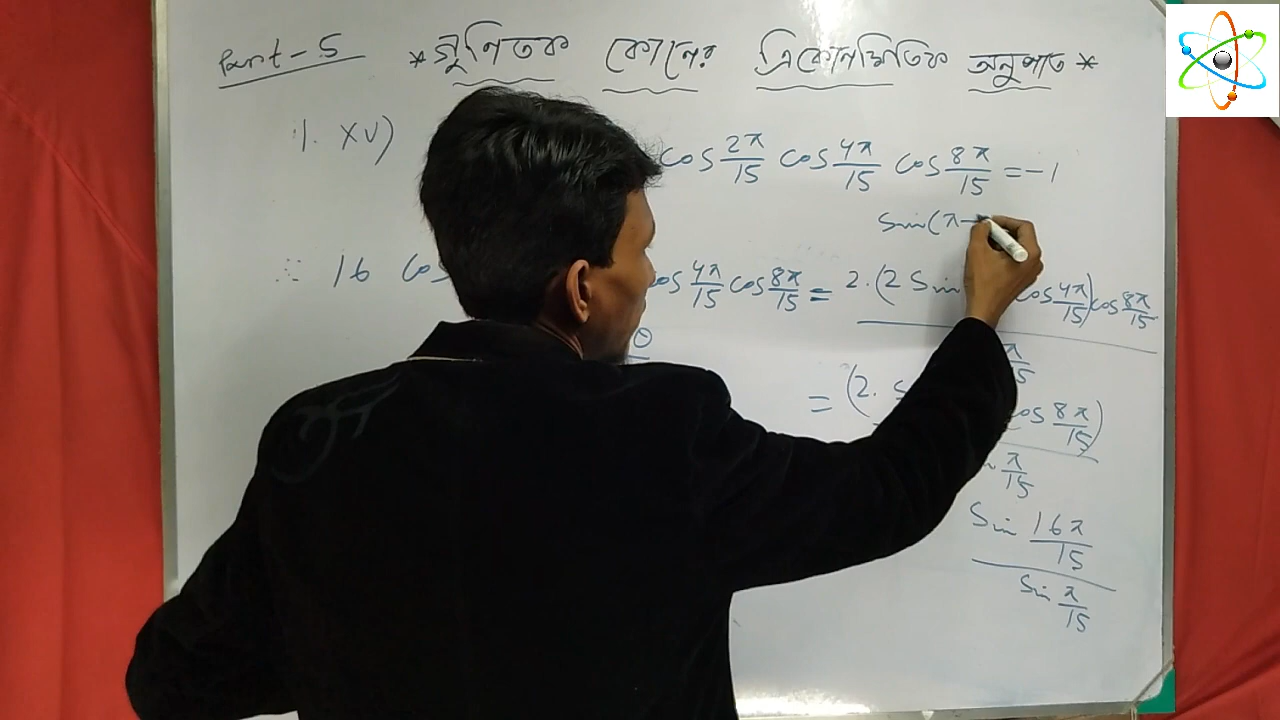 Part-5 *গুণিতক কোনের ত্রিকোনমিতিক অনুপাত*
1. xv) cos 2π/15 cos 4π/15 cos 8π/15 = -1
sin(π
∴ 16 cos cos 4π/15 cos 8π/15 = 2.(2 Sin cos 4π/15) cos 8π/15
θ
π/15
= (2. cos 8π/15)
π/15
Sin 16π/15
Sin π/15